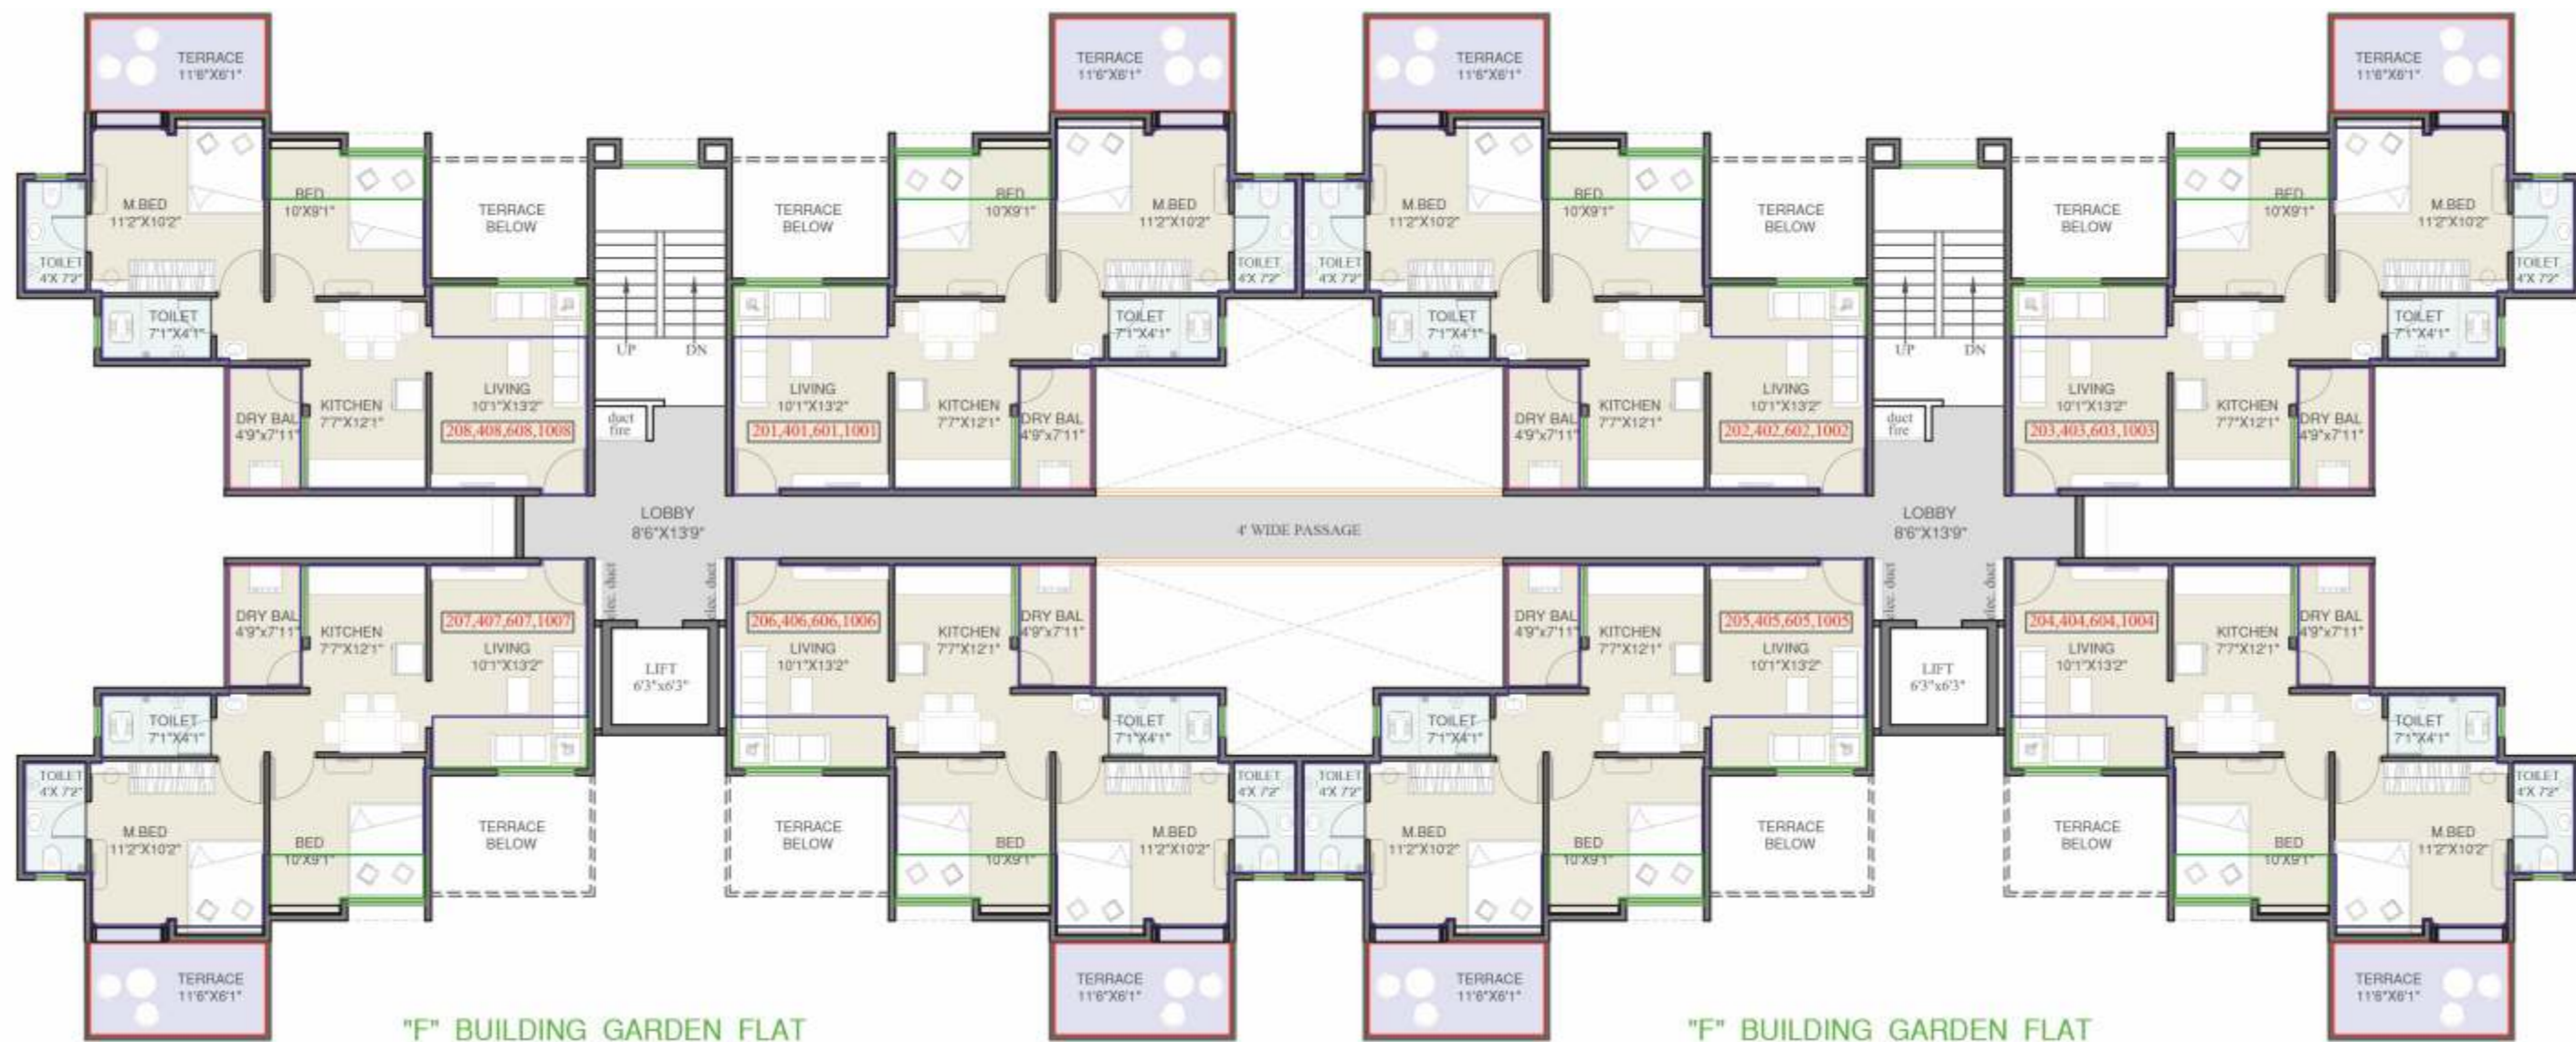 TERRACE
11'6"X6'1"
TERRACE
11'6"X6'1"
TERRACE
11'6"X6'1"
TERRACE
11'6"X6'1"
M.BED
11'2"X10'2"
BED
10'X9'1"
TERRACE
BELOW
TERRACE
BELOW
BED
10'X9'1"
M.BED
11'2"X10'2"
M.BED
11'2"X10'2"
BED
10'X9'1"
TERRACE
BELOW
TERRACE
BELOW
BED
10'X9'1"
M.BED
11'2"X10'2"
TOILET
4'X 7'2"
TOILET
4'X 7'2"
TOILET
4'X 7'2"
TOILET
4'X 7'2"
TOILET
7'1"X4'1"
TOILET
7'1"X4'1"
TOILET
7'1"X4'1"
TOILET
7'1"X4'1"
UP
DN
UP
DN
DRY BAL
4'9"x7'11"
KITCHEN
7'7"X12'1"
LIVING
10'1"X13'2"
208,408,608,1008
duct
fire
LIVING
10'1"X13'2"
201,401,601,1001
KITCHEN
7'7"X12'1"
DRY BAL
4'9"x7'11"
DRY BAL
4'9"x7'11"
KITCHEN
7'7"X12'1"
LIVING
10'1"X13'2"
202,402,602,1002
duct
fire
LIVING
10'1"X13'2"
203,403,603,1003
KITCHEN
7'7"X12'1"
DRY BAL
4'9"x7'11"
LOBBY
8'6"X13'9"
4' WIDE PASSAGE
LOBBY
8'6"X13'9"
elec. duct
elec. duct
elec. duct
elec. duct
DRY BAL
4'9"x7'11"
KITCHEN
7'7"X12'1"
207,407,607,1007
LIVING
10'1"X13'2"
LIFT
6'3"x6'3"
206,406,606,1006
LIVING
10'1"X13'2"
KITCHEN
7'7"X12'1"
DRY BAL
4'9"x7'11"
DRY BAL
4'9"x7'11"
KITCHEN
7'7"X12'1"
205,405,605,1005
LIVING
10'1"X13'2"
LIFT
6'3"x6'3"
204,404,604,1004
LIVING
10'1"X13'2"
KITCHEN
7'7"X12'1"
DRY BAL
4'9"x7'11"
TOILET
7'1"X4'1"
TOILET
7'1"X4'1"
TOILET
7'1"X4'1"
TOILET
7'1"X4'1"
TOILET
4'X 7'2"
TOILET
4'X 7'2"
TOILET
4'X 7'2"
TOILET
4'X 7'2"
M.BED
11'2"X10'2"
BED
10'X9'1"
TERRACE
BELOW
TERRACE
BELOW
BED
10'X9'1"
M.BED
11'2"X10'2"
M.BED
11'2"X10'2"
BED
10'X9'1"
TERRACE
BELOW
TERRACE
BELOW
BED
10'X9'1"
M.BED
11'2"X10'2"
TERRACE
11'6"X6'1"
TERRACE
11'6"X6'1"
TERRACE
11'6"X6'1"
TERRACE
11'6"X6'1"
"F" BUILDING GARDEN FLAT
"F" BUILDING GARDEN FLAT